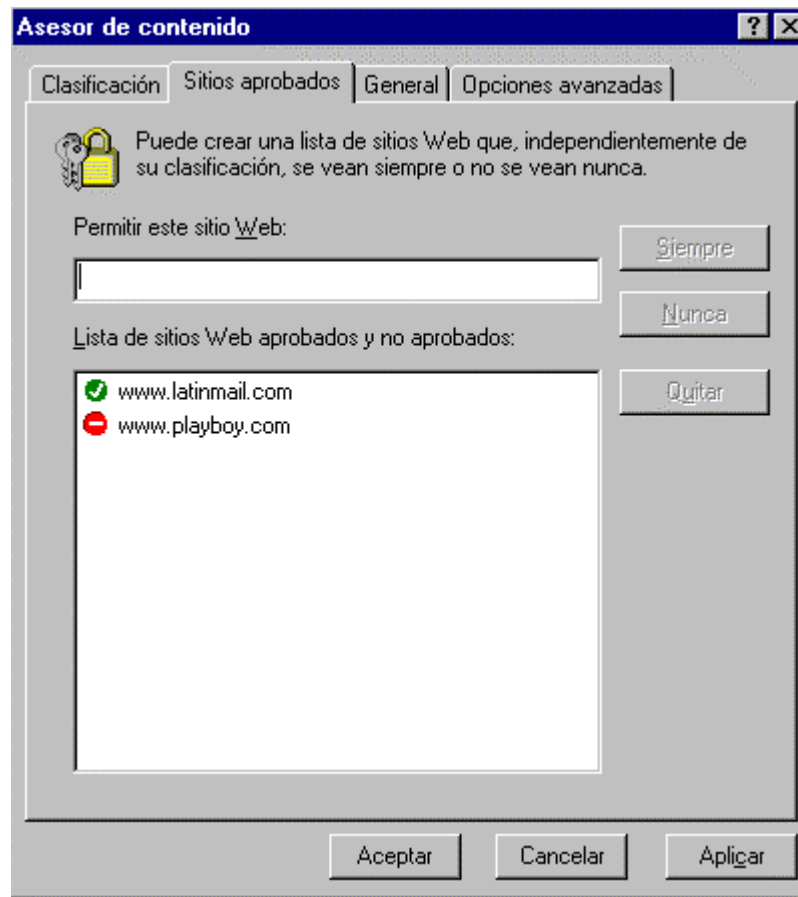 Asesor de contenido
Clasificación Sitios aprobados General Opciones avanzadas
Puede crear una lista de sitios Web que, independientemente de
su clasificación, se vean siempre o no se vean nunca.
Permitir este sitio Web:
Siempre
Nunca
Lista de sitios Web aprobados y no aprobados:
www.latinmail.com
www.playboy.com
Quitar
Aceptar Cancelar Aplicar